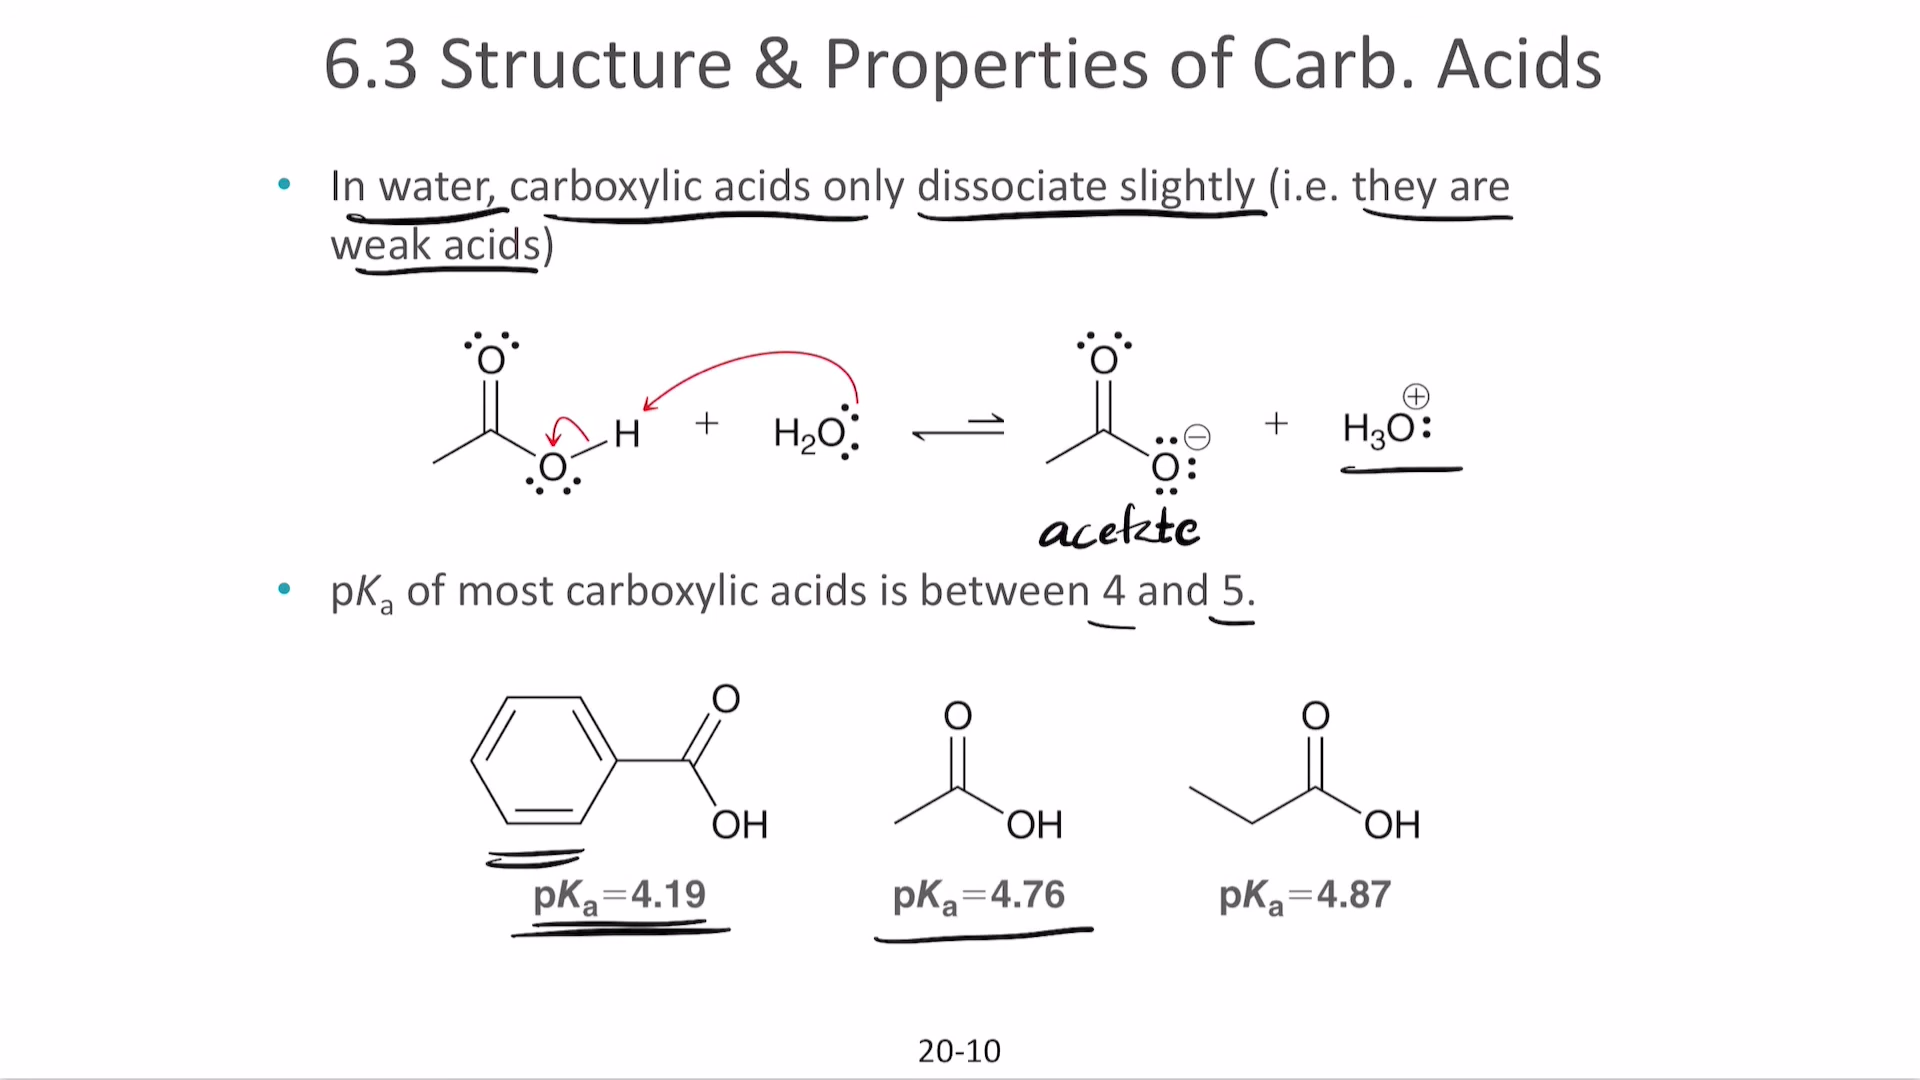 6.3 Structure & Properties of Carb. Acids
• In water, carboxylic acids only dissociate slightly (i.e. they are
weak acids)
O O
O H + H₂O: ⇌ O: ⊖ + H₃O: ⊕
acetate
• pKₐ of most carboxylic acids is between 4 and 5.
O O O
OH OH OH
pKₐ=4.19 pKₐ=4.76 pKₐ=4.87
20-10